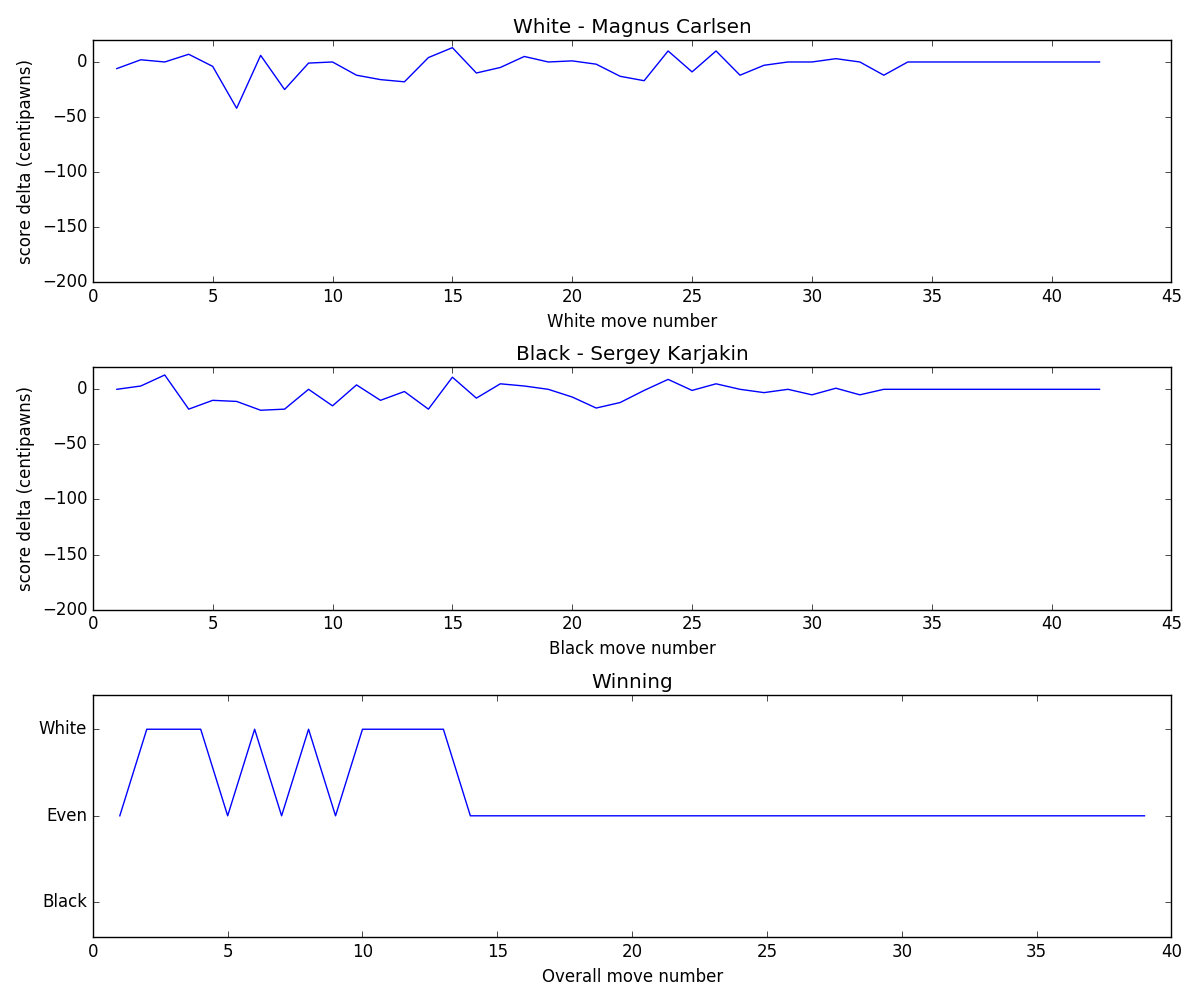 White - Magnus Carlsen
score delta (centipawns)
0
−50
−100
−150
−200
0 5 10 15 20 25 30 35 40 45
White move number
Black - Sergey Karjakin
score delta (centipawns)
0
−50
−100
−150
−200
0 5 10 15 20 25 30 35 40 45
Black move number
Winning
White
Even
Black
0 5 10 15 20 25 30 35 40
Overall move number